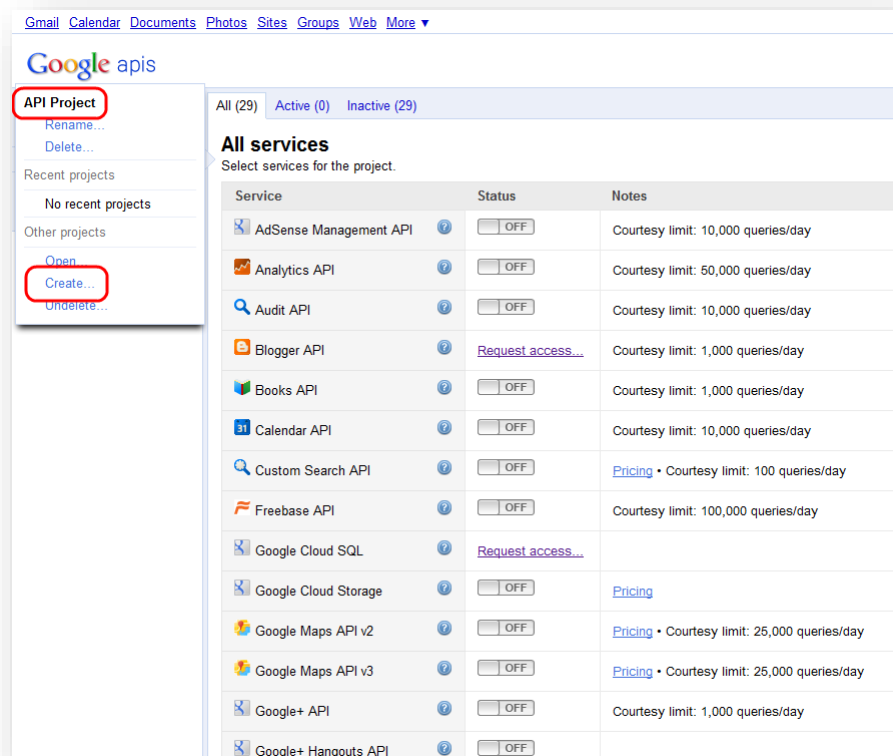 Gmail Calendar Documents Photos Sites Groups Web More ▼
Google apis
API Project
Rename...
Delete...
Recent projects
No recent projects
Other projects
Open...
Create...
Undelete...
All (29) Active (0) Inactive (29)
All services
Select services for the project.
Service Status Notes
AdSense Management API ? OFF Courtesy limit: 10,000 queries/day
Analytics API ? OFF Courtesy limit: 50,000 queries/day
Audit API ? OFF Courtesy limit: 10,000 queries/day
Blogger API ? Request access... Courtesy limit: 1,000 queries/day
Books API ? OFF Courtesy limit: 1,000 queries/day
31 Calendar API ? OFF Courtesy limit: 10,000 queries/day
Custom Search API ? OFF Pricing • Courtesy limit: 100 queries/day
Freebase API ? OFF Courtesy limit: 100,000 queries/day
Google Cloud SQL ? Request access...
Google Cloud Storage ? OFF Pricing
Google Maps API v2 ? OFF Pricing • Courtesy limit: 25,000 queries/day
Google Maps API v3 ? OFF Pricing • Courtesy limit: 25,000 queries/day
Google+ API ? OFF Courtesy limit: 1,000 queries/day
Google+ Hangouts API ? OFF